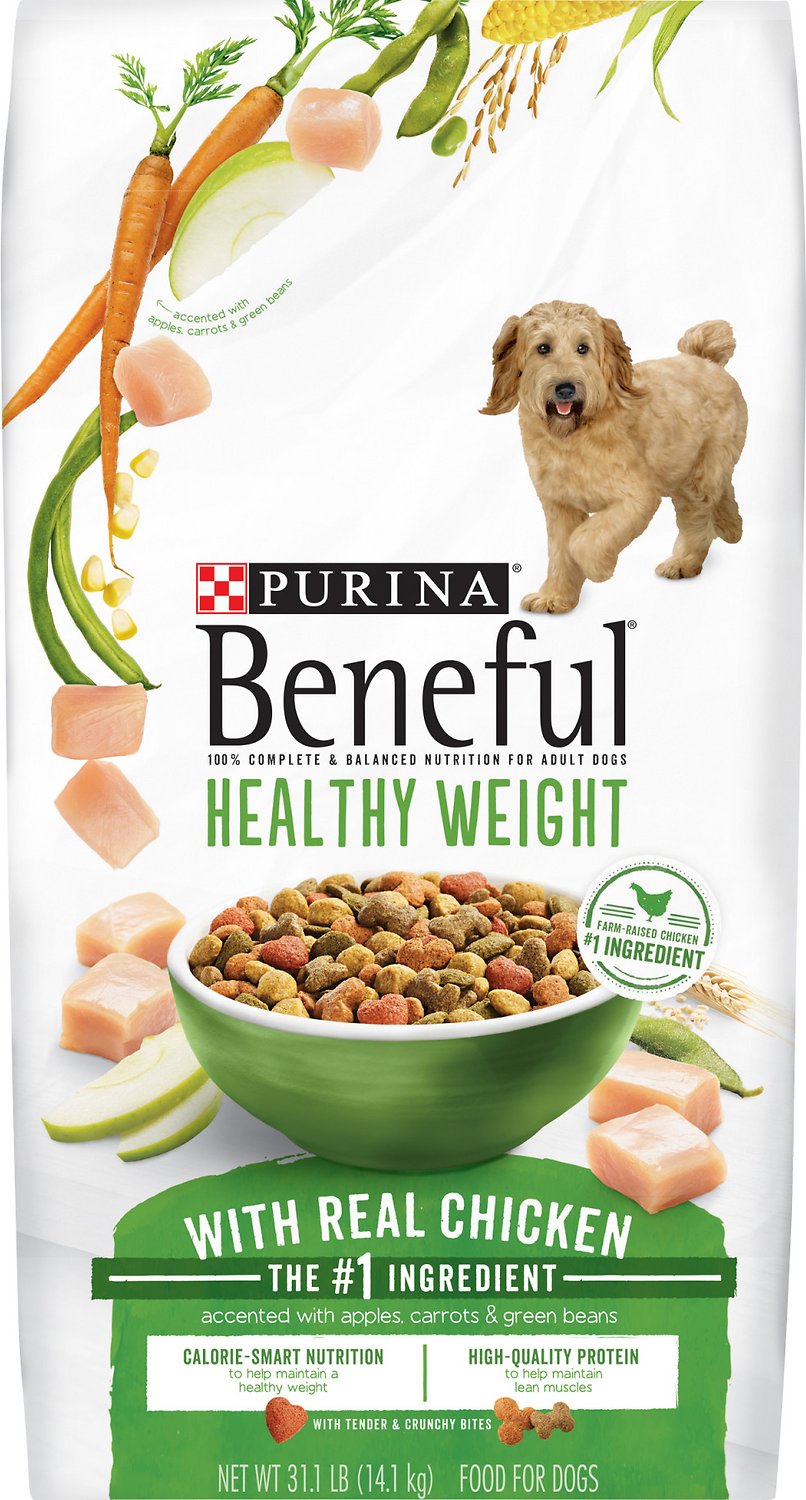 accented with
apples, carrots & green beans
PURINA®
Beneful®
100% COMPLETE & BALANCED NUTRITION FOR ADULT DOGS
HEALTHY WEIGHT
FARM-RAISED CHICKEN
#1 INGREDIENT
WITH REAL CHICKEN
THE #1 INGREDIENT
accented with apples, carrots & green beans
CALORIE-SMART NUTRITION
to help maintain a
healthy weight
HIGH-QUALITY PROTEIN
to help maintain
lean muscles
WITH TENDER & CRUNCHY BITES
NET WT 31.1 LB (14.1 kg) FOOD FOR DOGS